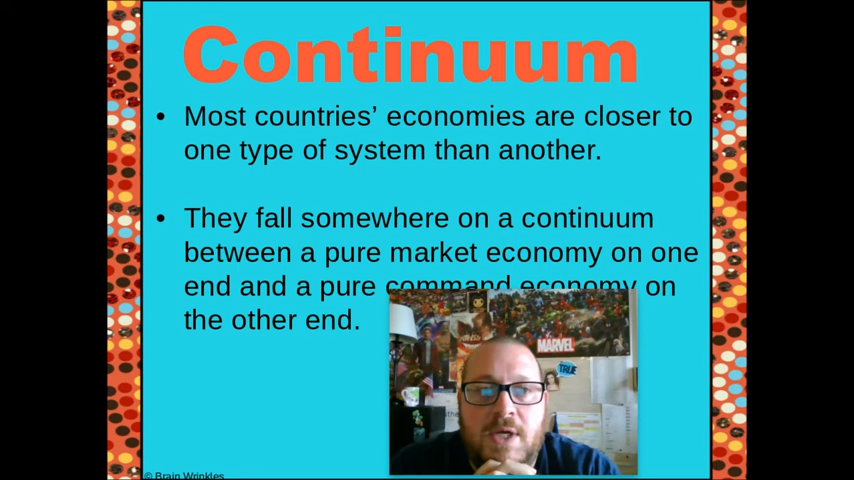 Continuum
• Most countries’ economies are closer to
one type of system than another.
• They fall somewhere on a continuum
between a pure market economy on one
end and a pure command economy on
the other end.
MARVEL
TRUE
© Brain Wrinkles